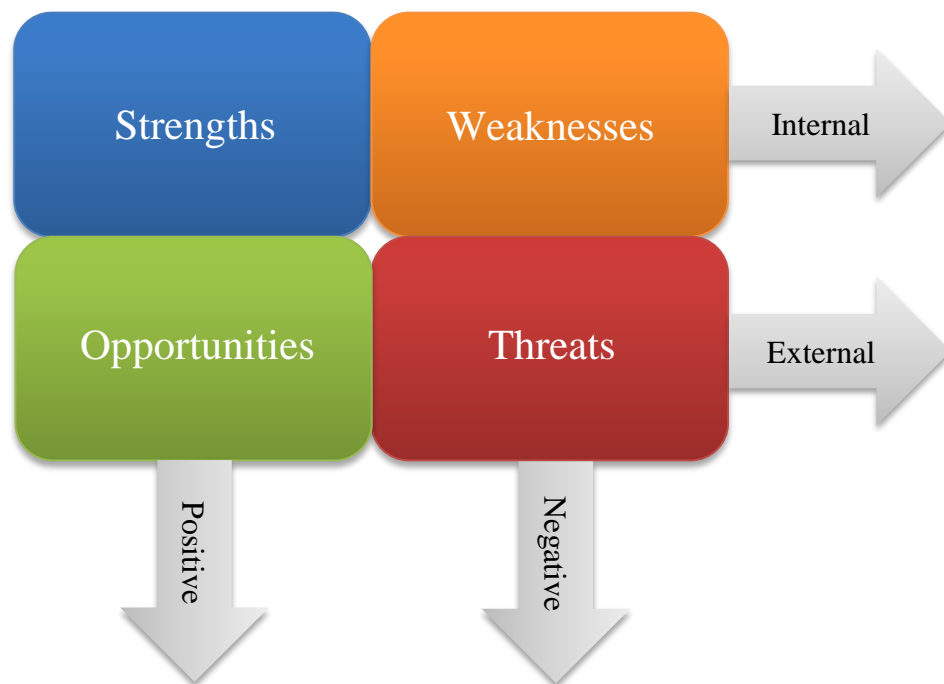 Strengths
Weaknesses
Internal
Opportunities
Threats
External
Positive
Negative